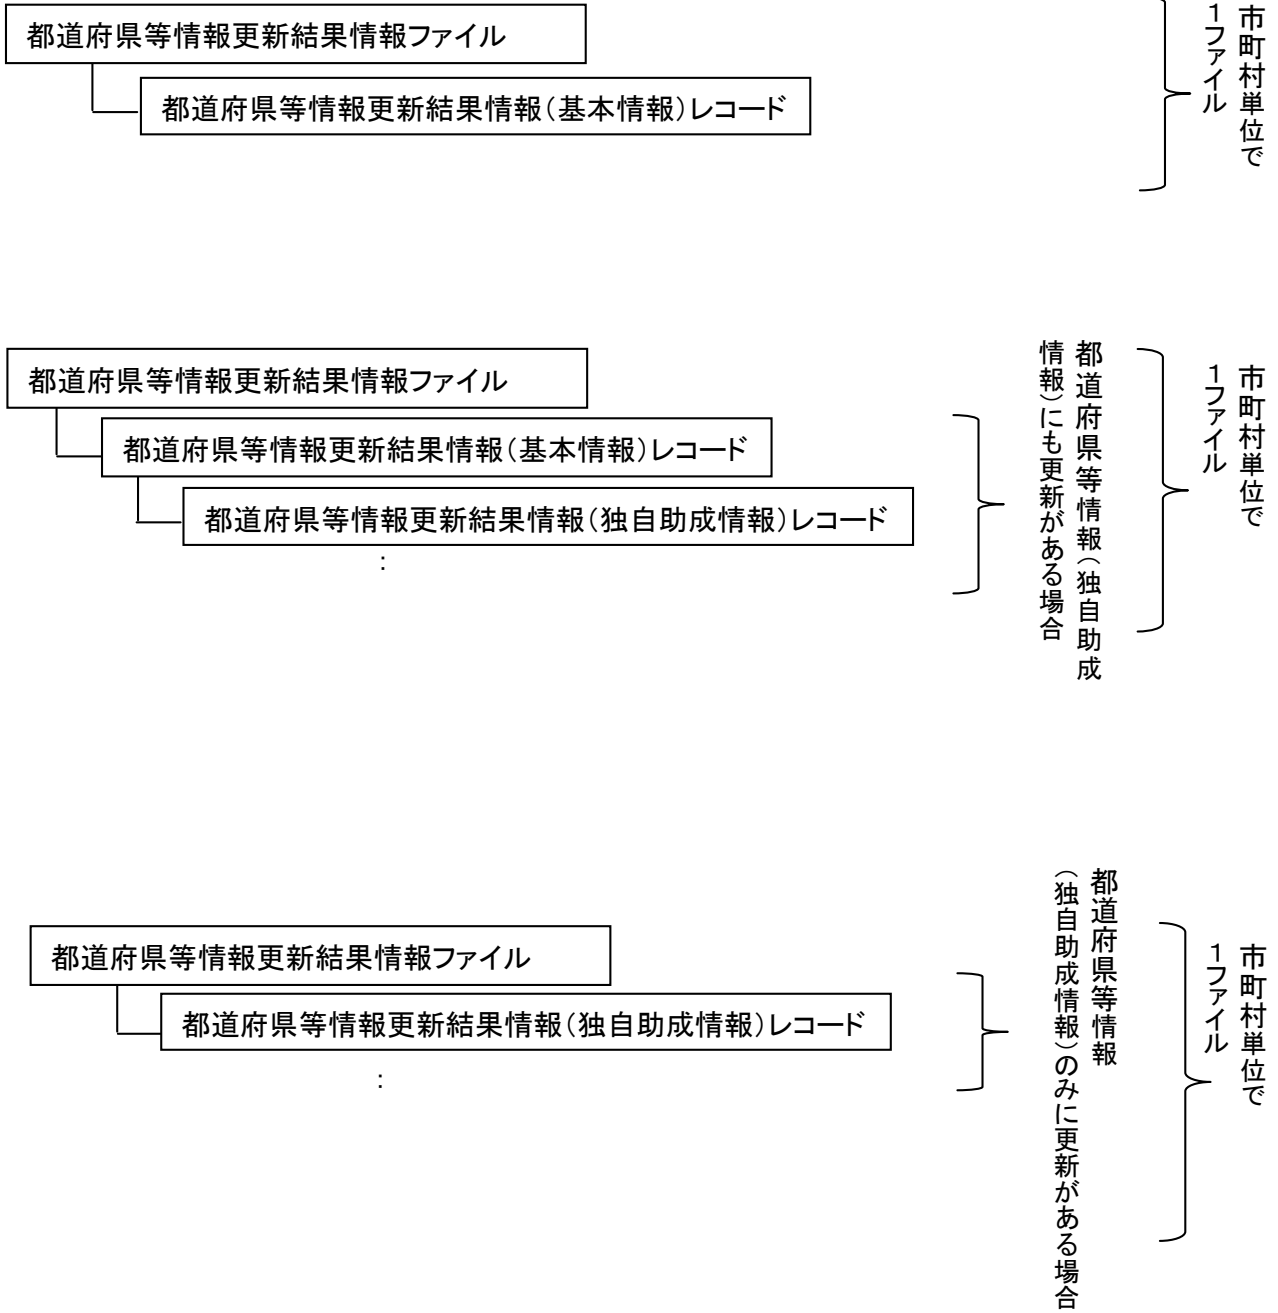 都道府県等情報更新結果情報ファイル
都道府県等情報更新結果情報（基本情報）レコード
市町村単位で
１ファイル
都道府県等情報更新結果情報ファイル
都道府県等情報更新結果情報（基本情報）レコード
都道府県等情報更新結果情報（独自助成情報）レコード
：
都道府県等情報（独自助成
情報）にも更新がある場合
市町村単位で
１ファイル
都道府県等情報更新結果情報ファイル
都道府県等情報更新結果情報（独自助成情報）レコード
：
都道府県等情報
（独自助成情報）のみに更新がある場合
市町村単位で
１ファイル